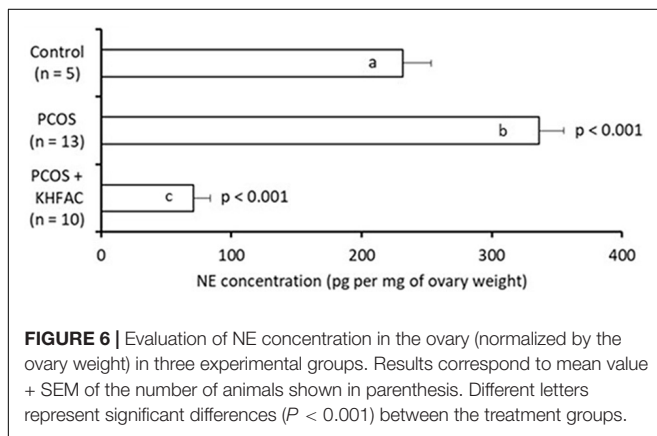 Control
(n = 5)
a
PCOS
(n = 13)
b
p < 0.001
PCOS +
KHFAC
(n = 10)
c
p < 0.001
0
100
200
300
400
NE concentration (pg per mg of ovary weight)
FIGURE 6 | Evaluation of NE concentration in the ovary (normalized by the
ovary weight) in three experimental groups. Results correspond to mean value
+ SEM of the number of animals shown in parenthesis. Different letters
represent significant differences (P < 0.001) between the treatment groups.